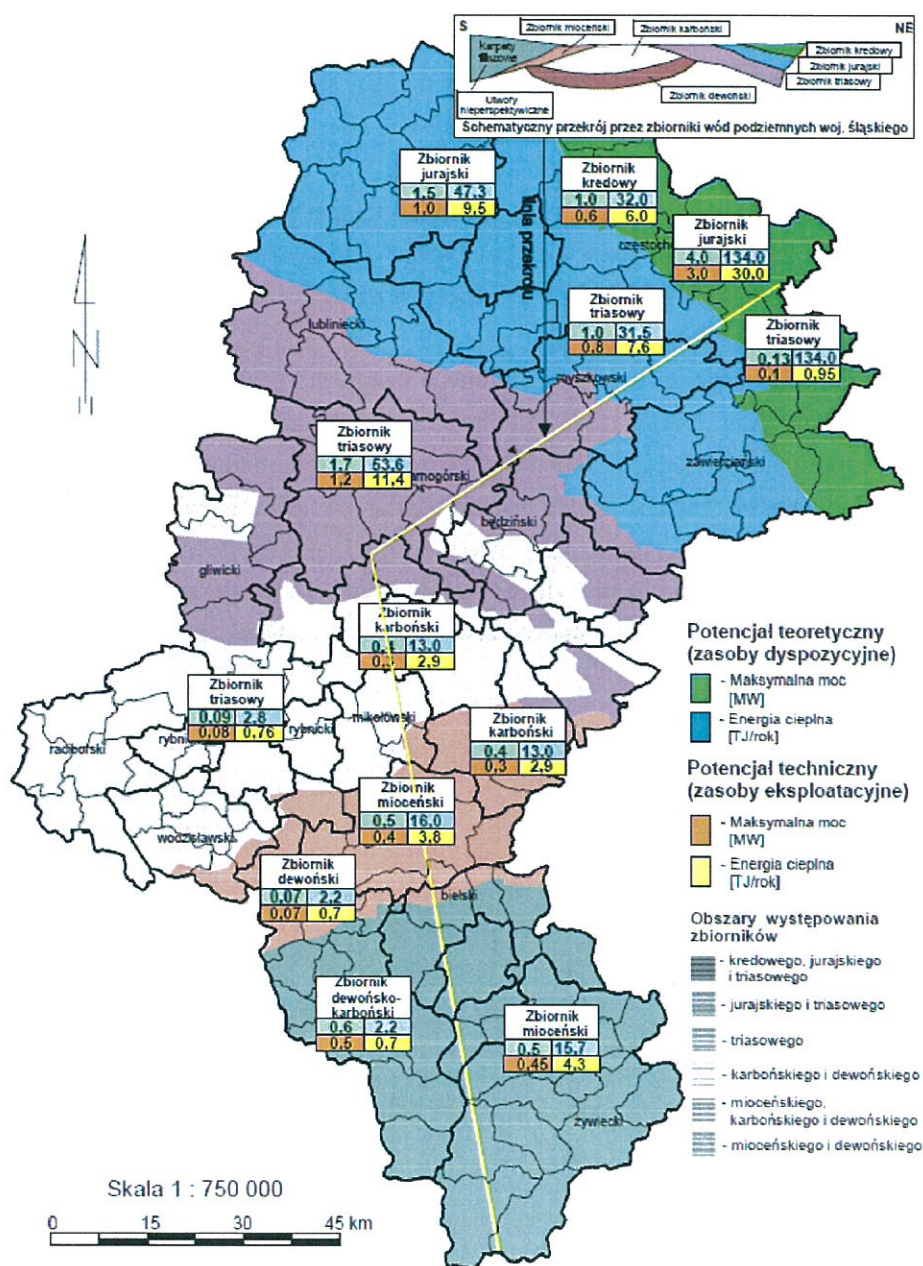 S
NE
Zbiornik mioceński
Zbiornik karboński
Karpaty
fliszowe
Zbiornik kredowy
Zbiornik jurajski
Zbiornik triasowy
Utwory
nieperspektywiczne
Zbiornik dewoński
Schematyczny przekrój przez zbiorniki wód podziemnych woj. śląskiego
Zbiornik
jurajski
1,5 47.3
1,0 9,5
Zbiornik
kredowy
1.0 32.0
0,6 6.0
linia przekroju
Zbiornik
jurajski
4.0 134.0
3,0 30.0
częstocho
N
lubliniecki
Zbiornik
triasowy
1.0 31,5
0,8 7,6
Zbiornik
triasowy
0,13 134.0
0,1 0,95
myszkowski
Zbiornik
triasowy
1.7 53,6
1,2 11,4
arnogórski
zawierciański
będziński
gliwicki
Zbiornik
karboński
13.0
2,9
Potencjał teoretyczny
(zasoby dyspozycyjne)
- Maksymalna moc
[MW]
- Energia cieplna
[TJ/rok]
Zbiornik
triasowy
0,09 2,8
0,08 0,76
raciborski
rybni
rybnicki
mikołowski
Zbiornik
karboński
0.4 13.0
0.3 2,9
Potencjał techniczny
(zasoby eksploatacyjne)
- Maksymalna moc
[MW]
- Energia cieplna
[TJ/rok]
Zbiornik
mioceński
0,5 16,0
0,4 3,8
wodzisławski
Zbiornik
dewoński
0,07 2,2
0,07 0,7
bielski
Obszary występowania
zbiorników
- kredowego, jurajskiego
i triasowego
- jurajskiego i triasowego
- triasowego
- karbońskiego i dewońskiego
- mioceńskiego,
karbońskiego i dewońskiego
- mioceńskiego i dewońskiego
Zbiornik
dewońsko-
karboński
0,6 2,2
0,5 0,7
Zbiornik
mioceński
0,5 15,7
0,45 4,3
żywiecki
Skala 1 : 750 000
0 15 30 45 km